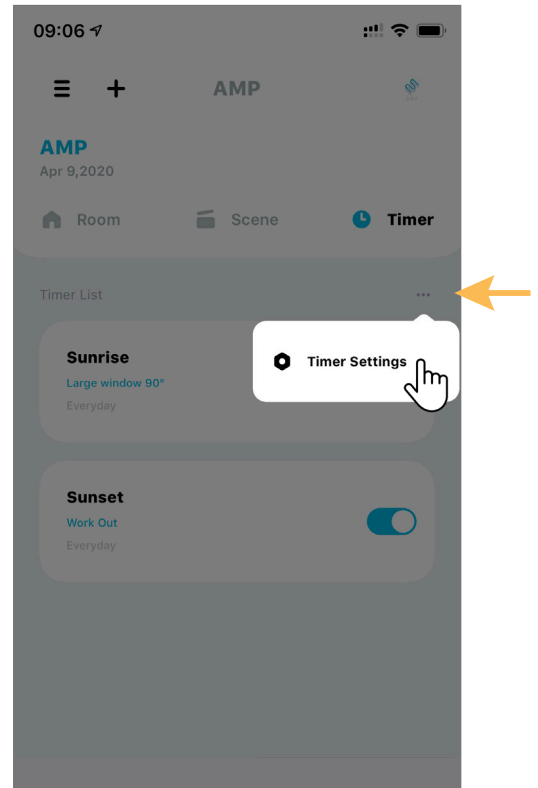 09:06
AMP
AMP
Apr 9,2020
Room Scene Timer
Timer List
Sunrise
Timer Settings
Large window 90°
Everyday
Sunset
Work Out
Everyday